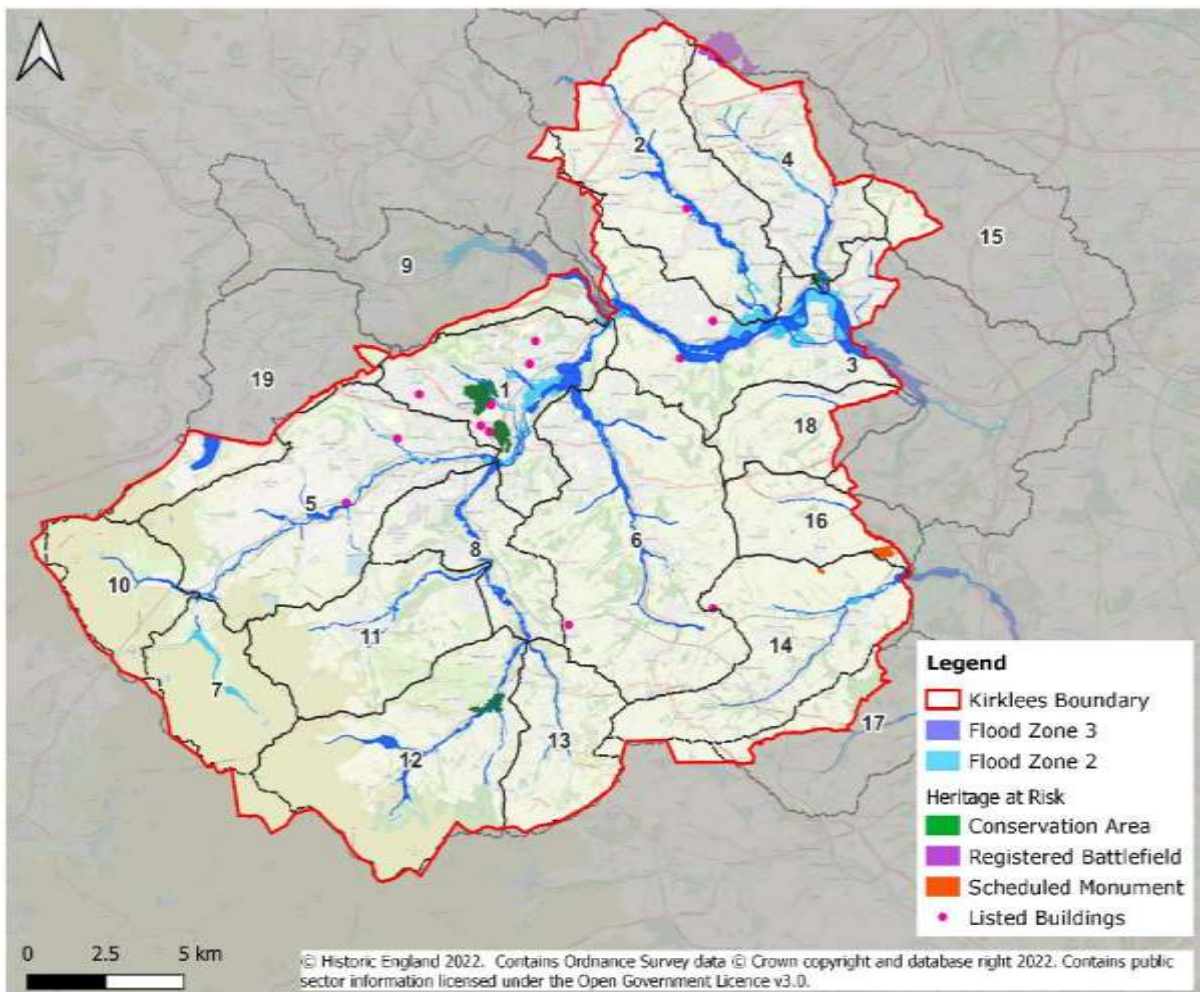 2
4
15
9
3
19
1
18
5
16
8
6
10
11
14
7
17
13
12
Legend
Kirklees Boundary
Flood Zone 3
Flood Zone 2
Heritage at Risk
Conservation Area
Registered Battlefield
Scheduled Monument
Listed Buildings
0 2.5 5 km
© Historic England 2022. Contains Ordnance Survey data © Crown copyright and database right 2022. Contains public
sector information licensed under the Open Government Licence v3.0.